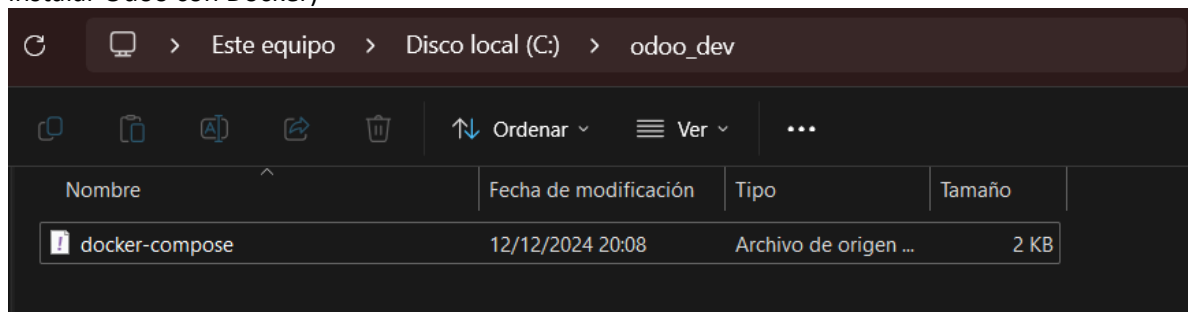 instalar Odoo con Docker)
Este equipo > Disco local (C:) > odoo_dev
Ordenar Ver
Nombre Fecha de modificación Tipo Tamaño
docker-compose 12/12/2024 20:08 Archivo de origen ... 2 KB